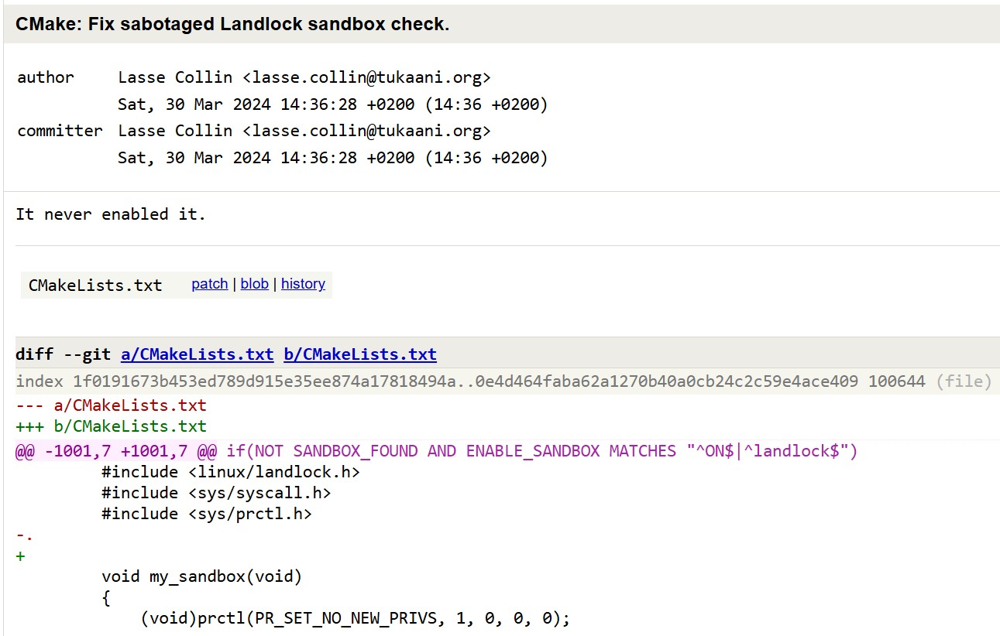 CMake: Fix sabotaged Landlock sandbox check.
author Lasse Collin <lasse.collin@tukaani.org>
Sat, 30 Mar 2024 14:36:28 +0200 (14:36 +0200)
committer Lasse Collin <lasse.collin@tukaani.org>
Sat, 30 Mar 2024 14:36:28 +0200 (14:36 +0200)
It never enabled it.
CMakeLists.txt patch | blob | history
diff --git a/CMakeLists.txt b/CMakeLists.txt
index 1f0191673b453ed789d915e35ee874a17818494a..0e4d464faba62a1270b40a0cb24c2c59e4ace409 100644 (file)
--- a/CMakeLists.txt
+++ b/CMakeLists.txt
@@ -1001,7 +1001,7 @@ if(NOT SANDBOX_FOUND AND ENABLE_SANDBOX MATCHES "^ON$|^landlock$")
#include <linux/landlock.h>
#include <sys/syscall.h>
#include <sys/prctl.h>
-.
+
void my_sandbox(void)
{
(void)prctl(PR_SET_NO_NEW_PRIVS, 1, 0, 0, 0);